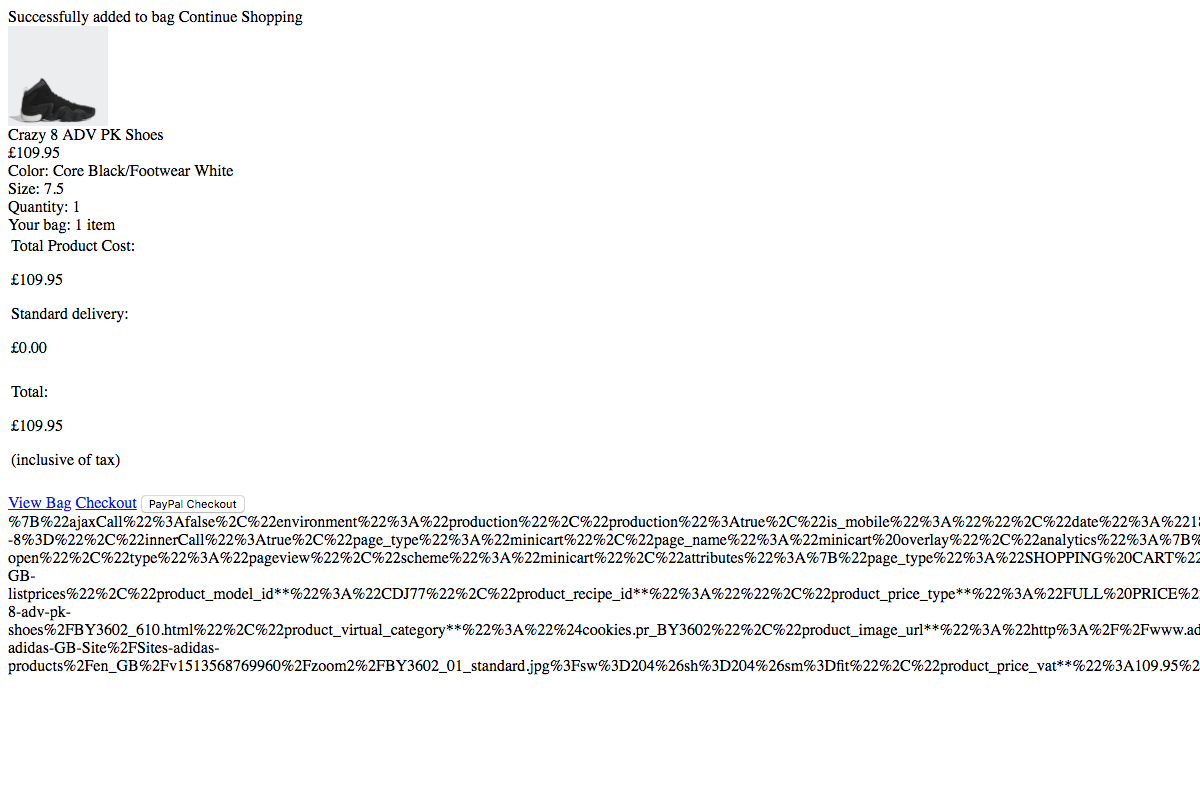 Successfully added to bag Continue Shopping
Crazy 8 ADV PK Shoes
£109.95
Color: Core Black/Footwear White
Size: 7.5
Quantity: 1
Your bag: 1 item
Total Product Cost:
£109.95
Standard delivery:
£0.00
Total:
£109.95
(inclusive of tax)
View Bag Checkout PayPal Checkout
%7B%22ajaxCall%22%3Afalse%2C%22environment%22%3A%22production%22%2C%22production%22%3Atrue%2C%22is_mobile%22%3A%22%22%2C%22date%22%3A%2218
-8%3D%22%2C%22innerCall%22%3Atrue%2C%22page_type%22%3A%22minicart%22%2C%22page_name%22%3A%22minicart%20overlay%22%2C%22analytics%22%3A%7B%
open%22%2C%22type%22%3A%22pageview%22%2C%22scheme%22%3A%22minicart%22%2C%22attributes%22%3A%7B%22page_type%22%3A%22SHOPPING%20CART%22
GB-
listprices%22%2C%22product_model_id**%22%3A%22CDJ77%22%2C%22product_recipe_id**%22%3A%22%22%2C%22product_price_type**%22%3A%22FULL%20PRICE%22
8-adv-pk-
shoes%2FBY3602_610.html%22%2C%22product_virtual_category**%22%3A%22%24cookies.pr_BY3602%22%2C%22product_image_url**%22%3A%22http%3A%2F%2Fwww.ad
adidas-GB-Site%2FSites-adidas-
products%2Fen_GB%2Fv1513568769960%2Fzoom2%2FBY3602_01_standard.jpg%3Fsw%3D204%26sh%3D204%26sm%3Dfit%22%2C%22product_price_vat**%22%3A109.95%2